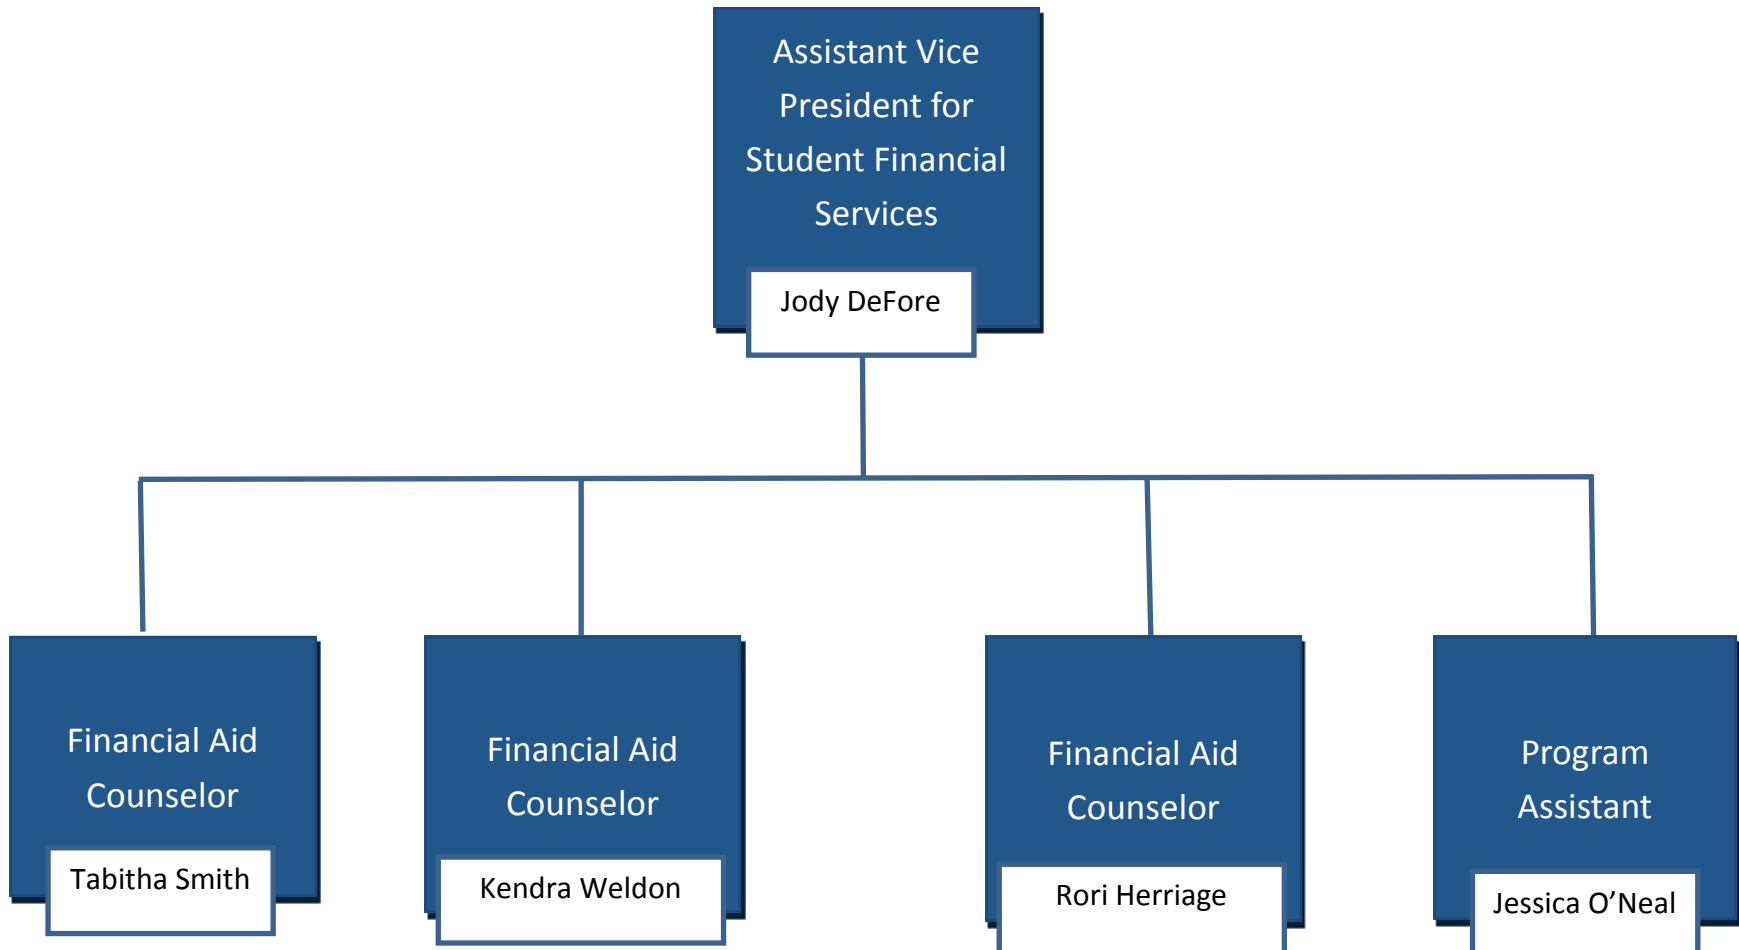 Assistant Vice
President for
Student Financial
Services
Jody DeFore
Financial Aid
Counselor
Tabitha Smith
Financial Aid
Counselor
Kendra Weldon
Financial Aid
Counselor
Rori Herriage
Program
Assistant
Jessica O’Neal